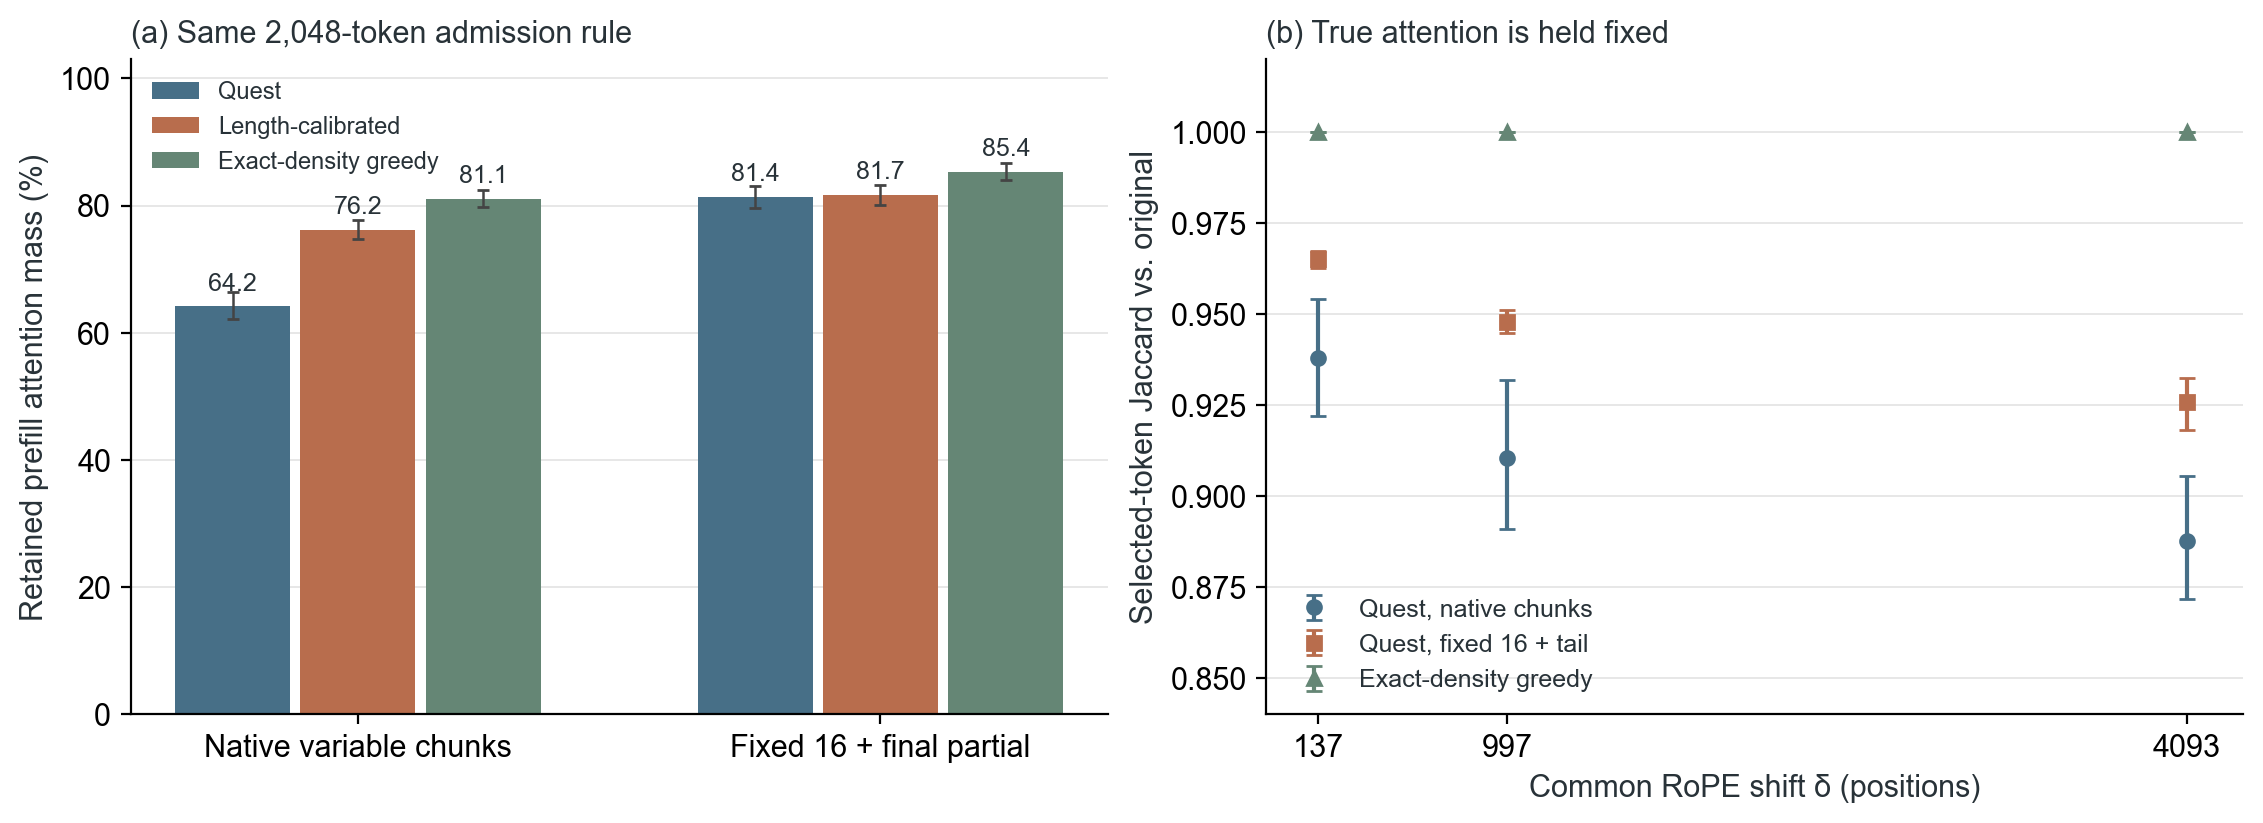 (a) Same 2,048-token admission rule
Retained prefill attention mass (%)
100
80
60
40
20
0
Quest
Length-calibrated
Exact-density greedy
64.2
76.2
81.1
81.4
81.7
85.4
Native variable chunks
Fixed 16 + final partial
(b) True attention is held fixed
Selected-token Jaccard vs. original
1.000
0.975
0.950
0.925
0.900
0.875
0.850
Quest, native chunks
Quest, fixed 16 + tail
Exact-density greedy
137
997
4093
Common RoPE shift δ (positions)